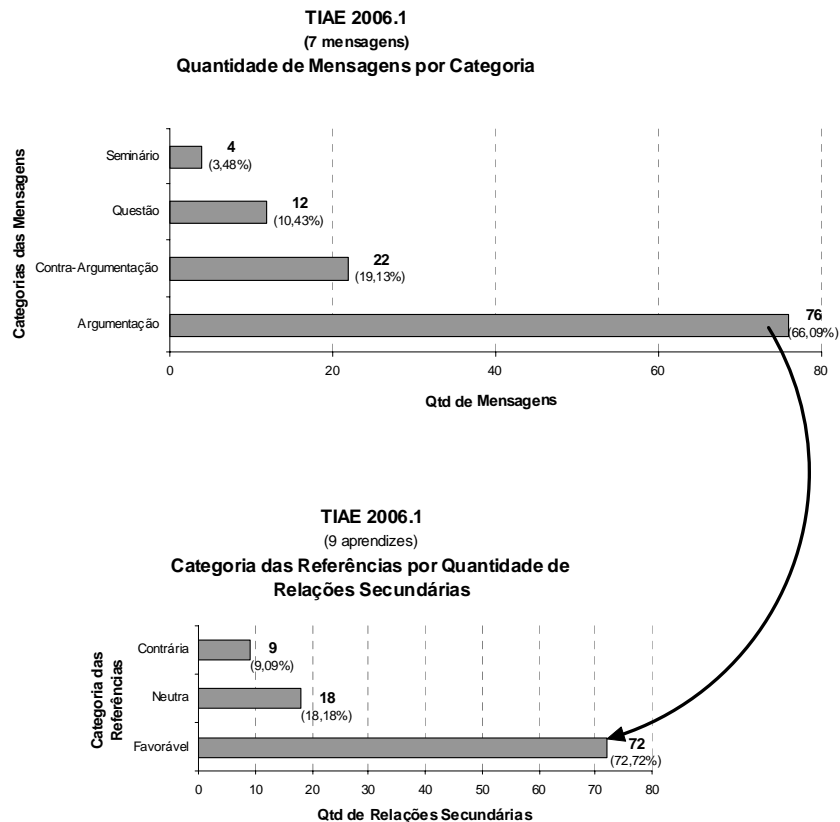 TIAE 2006.1
(7 mensagens)
Quantidade de Mensagens por Categoria
Categorias das Mensagens
Seminário
4
(3,48%)
Questão
12
(10,43%)
Contra-Argumentação
22
(19,13%)
Argumentação
76
(66,09%)
0 20 40 60 80
Qtd de Mensagens
TIAE 2006.1
(9 aprendizes)
Categoria das Referências por Quantidade de
Relações Secundárias
Categoria das
Referências
Contrária
9
(9,09%)
Neutra
18
(18,18%)
Favorável
72
(72,72%)
0 10 20 30 40 50 60 70 80
Qtd de Relações Secundárias